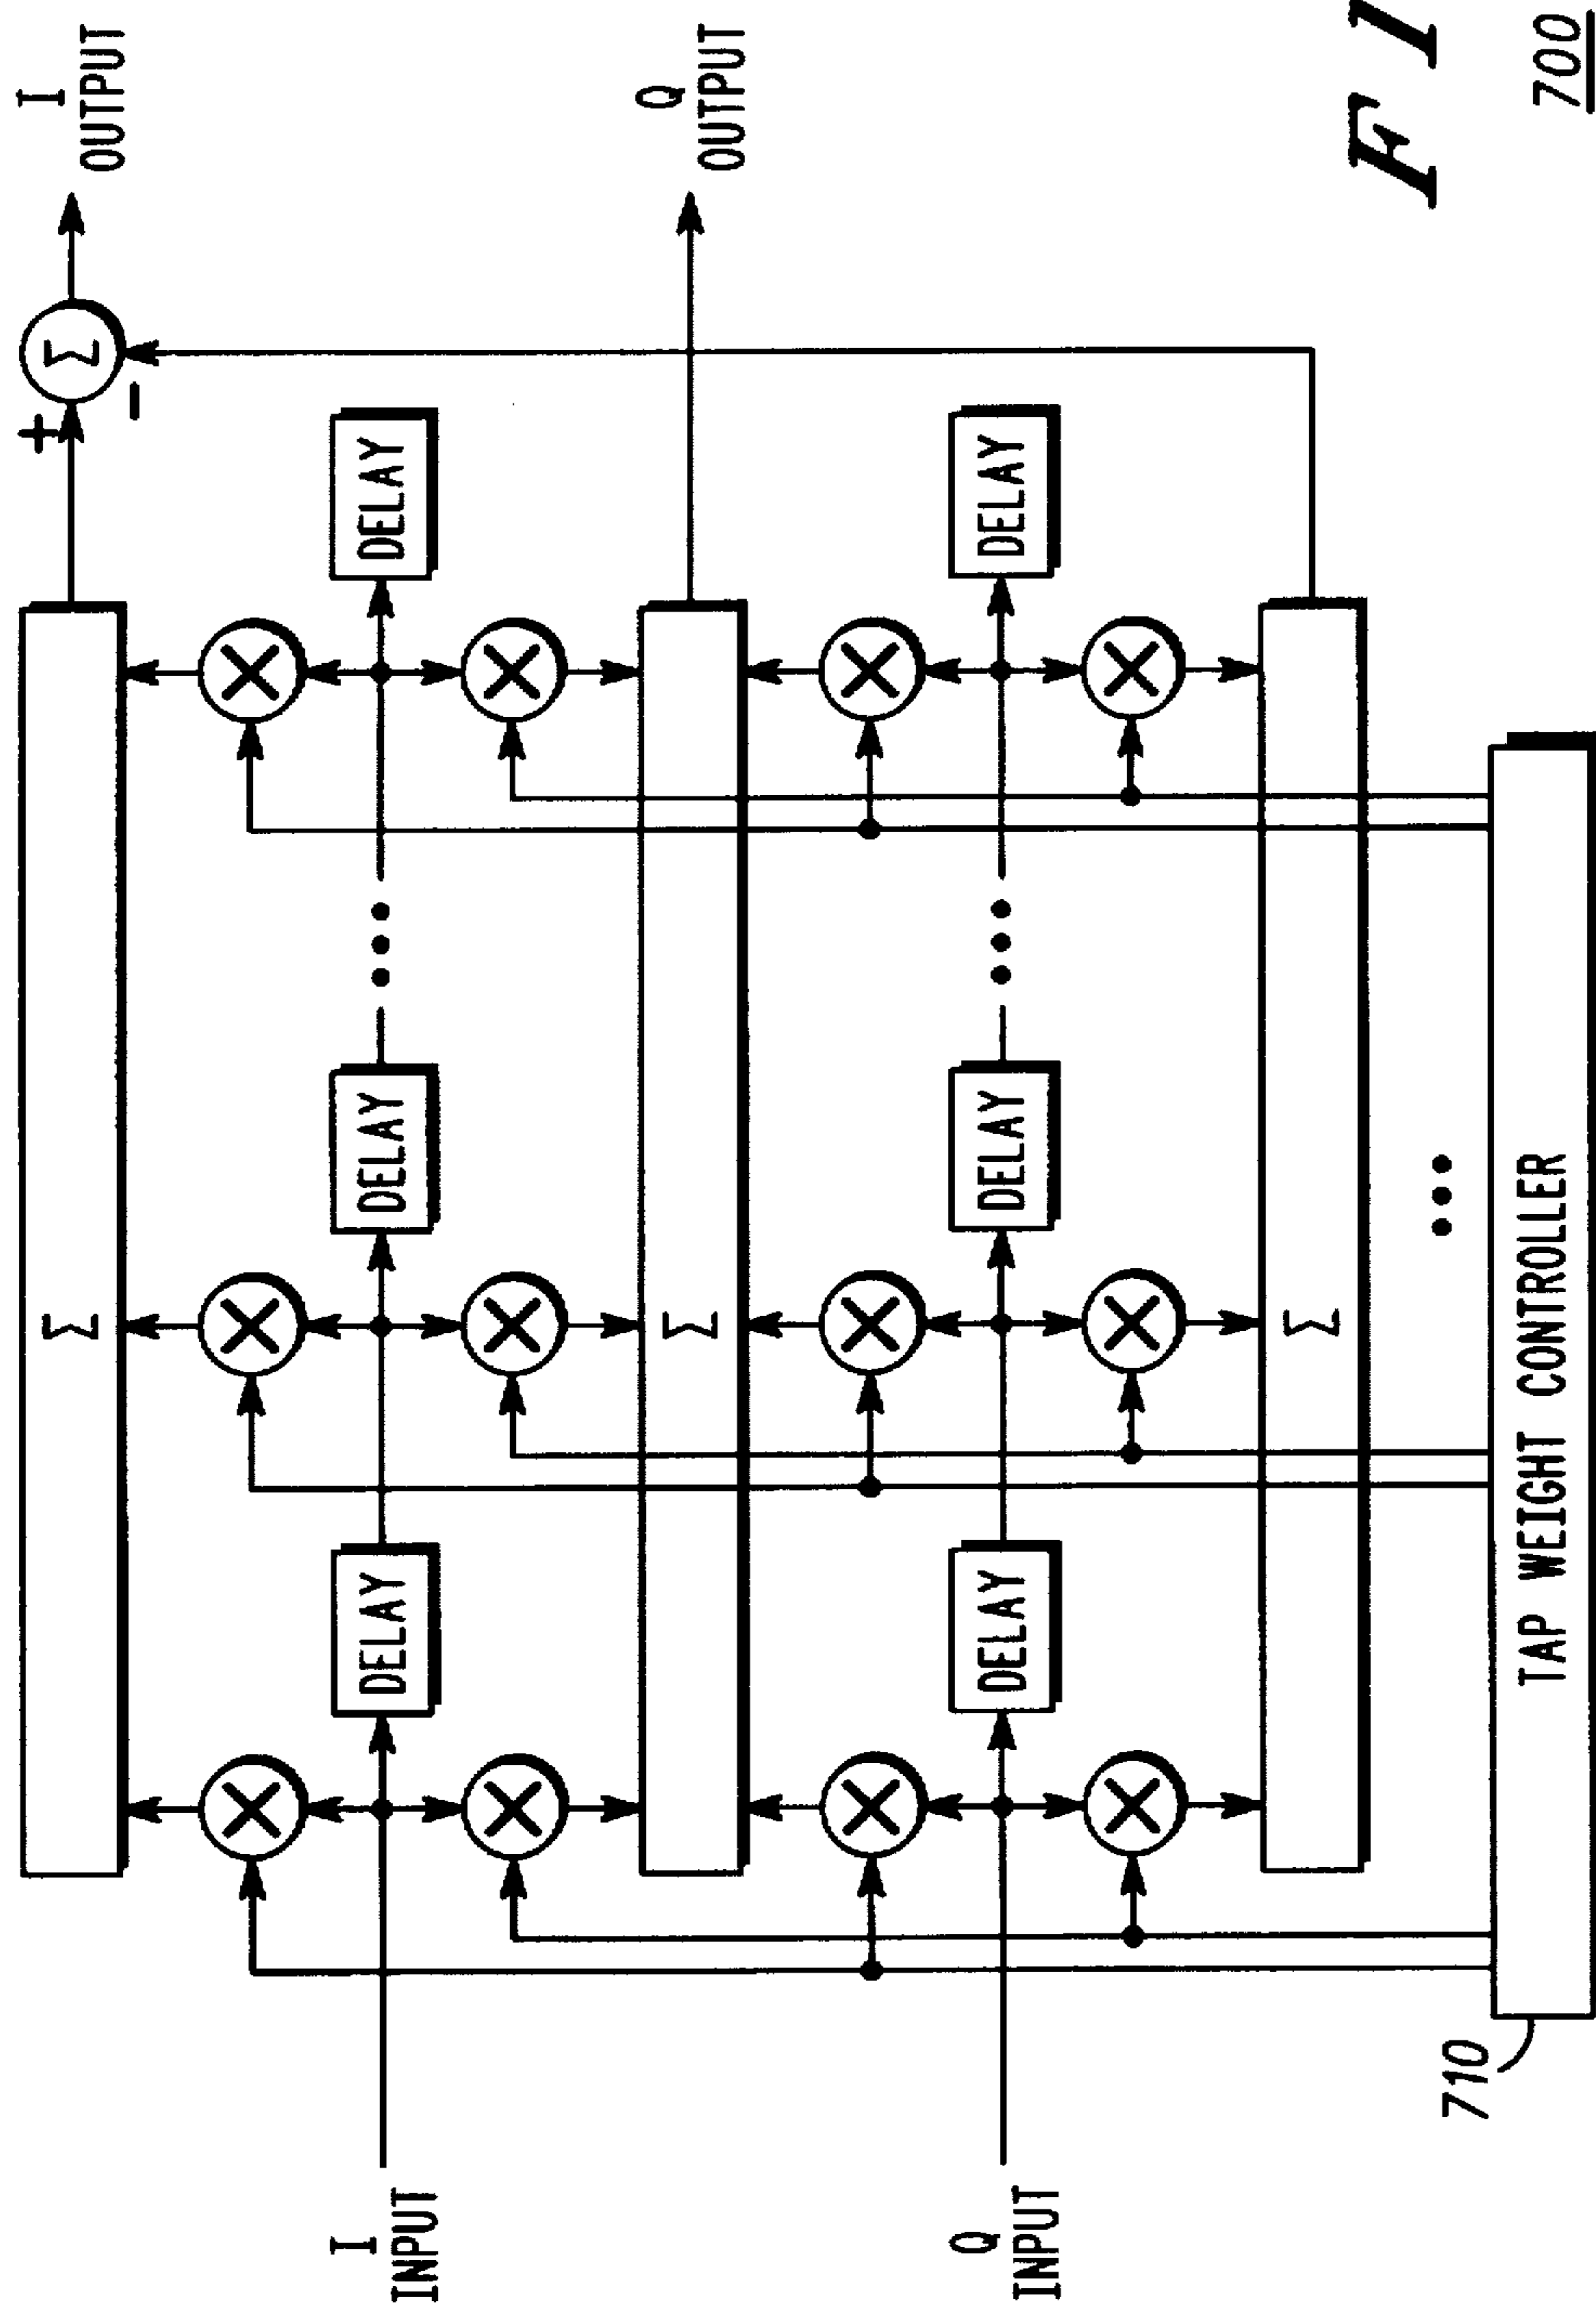 I
OUTPUT
+
−
Σ
Σ
DELAY
DELAY
DELAY
I
INPUT
Q
OUTPUT
Σ
DELAY
DELAY
DELAY
Q
INPUT
Σ
TAP WEIGHT CONTROLLER
710
F I
700